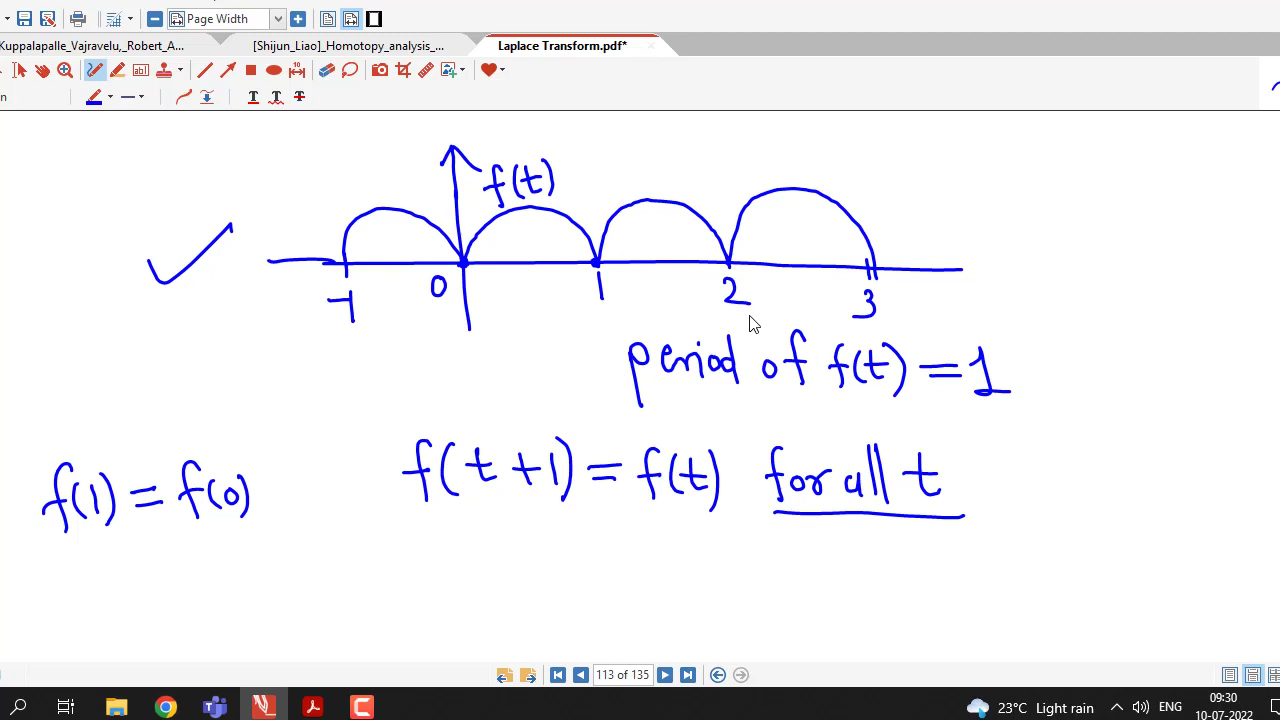 Page Width
Kuppalapalle_Vajravelu,_Robert_A...
[Shijun_Liao]_Homotopy_analysis_...
Laplace Transform.pdf*
f(t)
-1 0 1 2 3
period of f(t) = 1
f(t+1) = f(t) for all t
f(1) = f(0)
113 of 135
23°C Light rain
ENG
09:30
10-07-2022